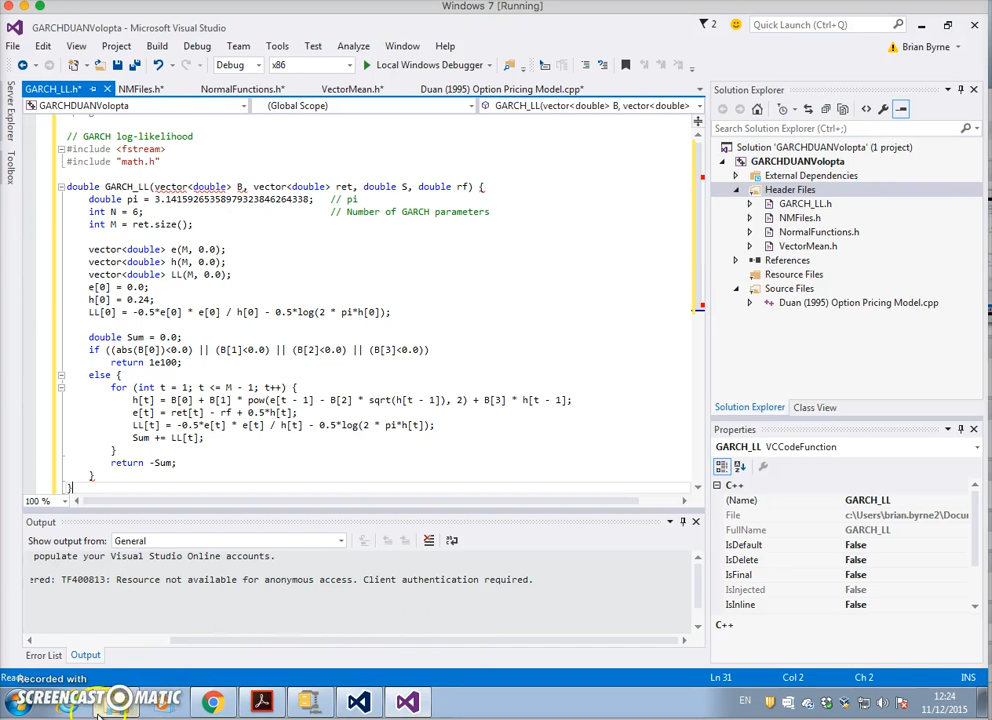 Windows 7 [Running]
GARCHDUANVolopta - Microsoft Visual Studio
2
Quick Launch (Ctrl+Q)
File Edit View Project Build Debug Team Tools Test Analyze Window Help
Brian Byrne
Debug x86 Local Windows Debugger
GARCH_LL.h* NMFiles.h* NormalFunctions.h* VectorMean.h* Duan (1995) Option Pricing Model.cpp*
GARCHDUANVolopta (Global Scope) GARCH_LL(vector<double> B, vector<double>
Server Explorer
Toolbox
// GARCH log-likelihood
#include <fstream>
#include "math.h"
double GARCH_LL(vector<double> B, vector<double> ret, double S, double rf) {
double pi = 3.14159265358979323846264338; // pi
int N = 6; // Number of GARCH parameters
int M = ret.size();
vector<double> e(M, 0.0);
vector<double> h(M, 0.0);
vector<double> LL(M, 0.0);
e[0] = 0.0;
h[0] = 0.24;
LL[0] = -0.5*e[0] * e[0] / h[0] - 0.5*log(2 * pi*h[0]);
double Sum = 0.0;
if ((abs(B[0])<0.0) || (B[1]<0.0) || (B[2]<0.0) || (B[3]<0.0))
return 1e100;
else {
for (int t = 1; t <= M - 1; t++) {
h[t] = B[0] + B[1] * pow(e[t - 1] - B[2] * sqrt(h[t - 1]), 2) + B[3] * h[t - 1];
e[t] = ret[t] - rf + 0.5*h[t];
LL[t] = -0.5*e[t] * e[t] / h[t] - 0.5*log(2 * pi*h[t]);
Sum += LL[t];
}
return -Sum;
}
}
100 %
Output
Show output from: General
populate your Visual Studio Online accounts.
ered: TF400813: Resource not available for anonymous access. Client authentication required.
Error List Output
Solution Explorer
Search Solution Explorer (Ctrl+;)
Solution 'GARCHDUANVolopta' (1 project)
GARCHDUANVolopta
External Dependencies
Header Files
GARCH_LL.h
NMFiles.h
NormalFunctions.h
VectorMean.h
References
Resource Files
Source Files
Duan (1995) Option Pricing Model.cpp
Solution Explorer Class View
Properties
GARCH_LL VCCodeFunction
C++
(Name) GARCH_LL
File c:\Users\brian.byrne2\Docu
FullName GARCH_LL
IsDefault False
IsDelete False
IsFinal False
IsInjected False
IsInline False
C++
Ln 31 Col 2 Ch 2 INS
Recorded with
SCREENCAST MATIC
EN
12:24
11/12/2015